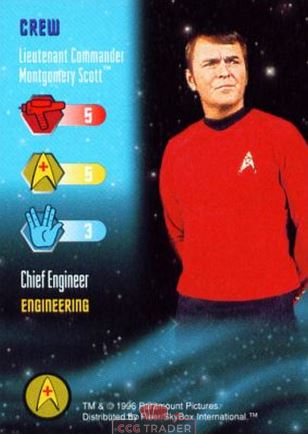 CREW
Lieutenant Commander
Montgomery Scott™
5
5
3
Chief Engineer
ENGINEERING
TM & © 1996 Paramount Pictures.
Distributed By Fleer/SkyBox International.™
CCG TRADER